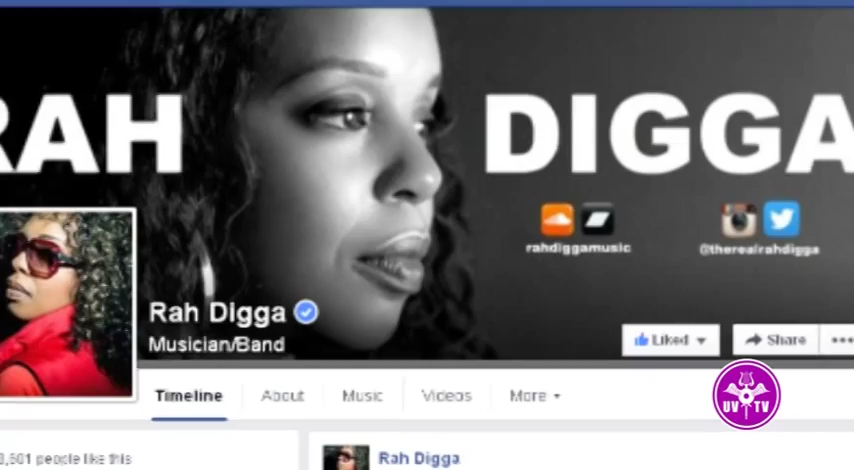 RAH DIGGA
rahdiggamusic
@therealrahdigga
Rah Digga
Musician/Band
Liked
Share
Timeline
About
Music
Videos
More
UV TV
people like this
Rah Digga